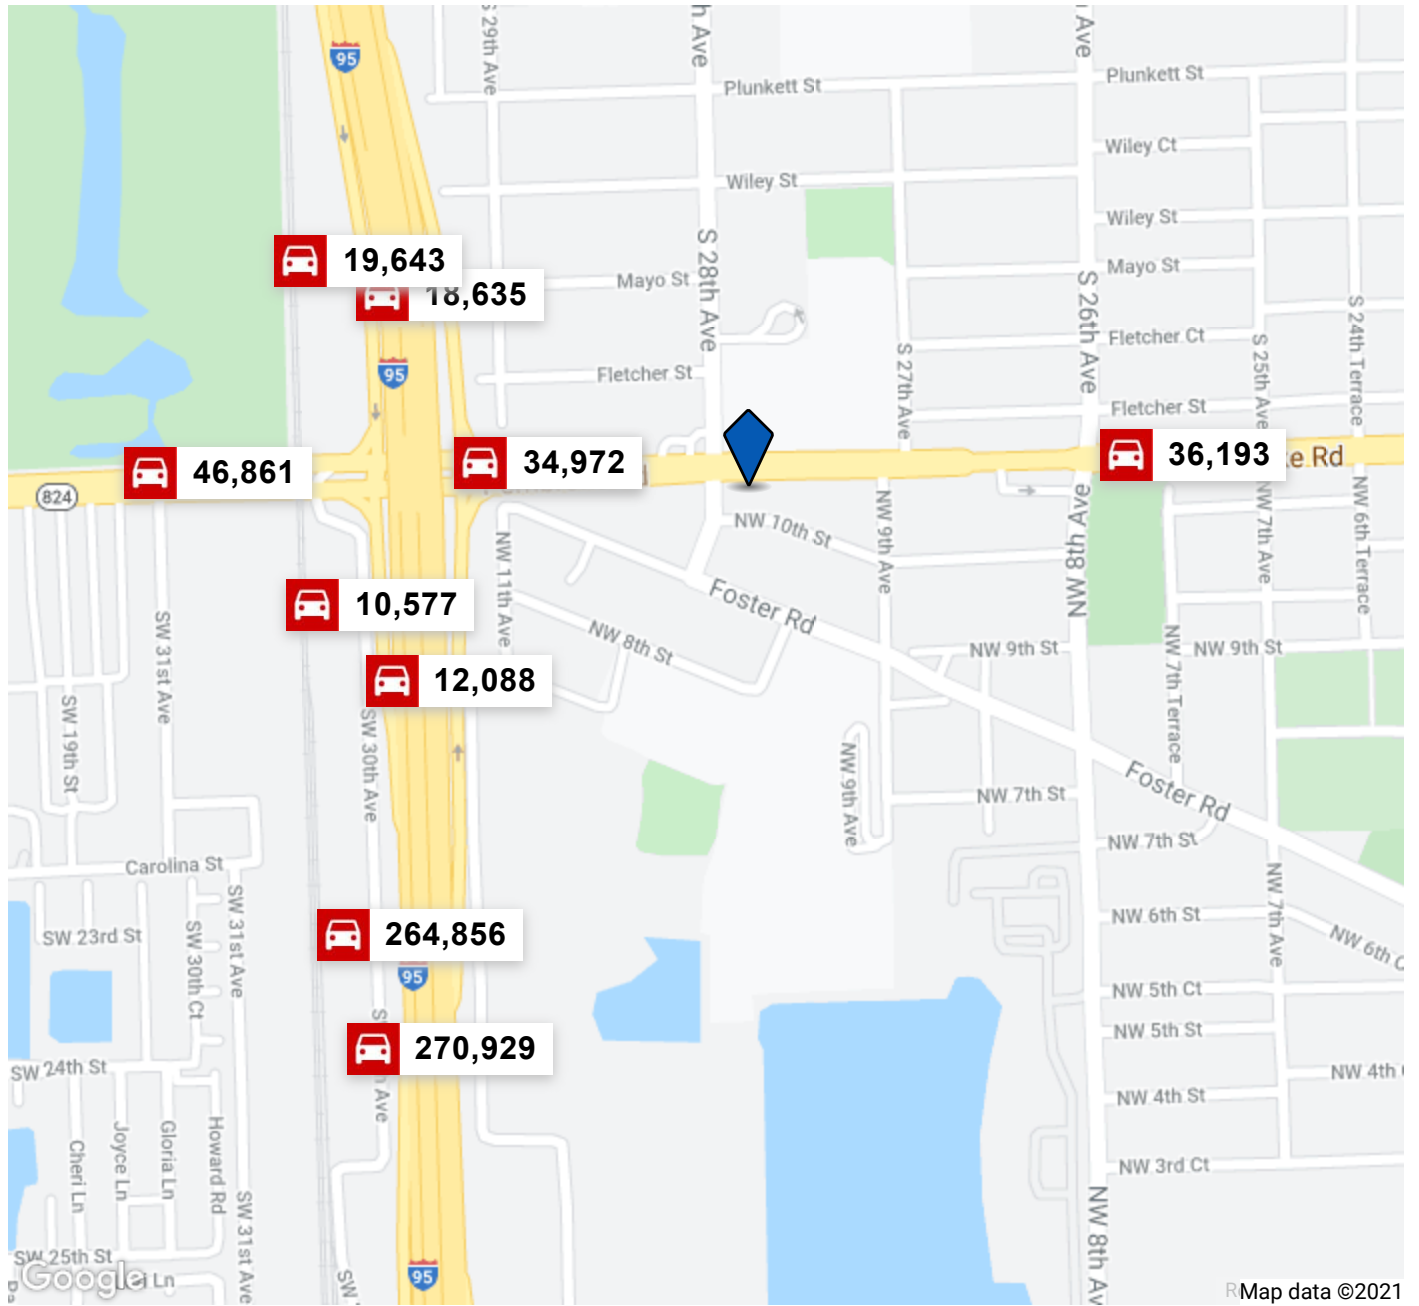 95
S 29th Ave
Ave
Ave
Plunkett St
Plunkett St
Wiley Ct
Wiley St
Wiley St
S 28th Ave
19,643
18,635
Mayo St
Mayo St
S 26th Ave
S 24th Terrace
Fletcher Ct
95
Fletcher St
S 27th Ave
S 25th Ave
Fletcher St
46,861
34,972
36,193
Rd
824
NW 10th St
NW 9th Ave
NW 8th Ave
NW 7th Ave
NW 6th Terrace
NW 11th Ave
10,577
Foster Rd
SW 31st Ave
NW 8th St
NW 9th St
NW 9th St
NW 7th Terrace
12,088
SW 19th St
SW 30th Ave
NW 9th Ave
NW 7th St
Foster Rd
NW 7th St
Carolina St
SW 31st Ave
NW 7th Ave
264,856
SW 23rd St
SW 30th Ct
NW 6th St
NW 6th C
95
NW 5th Ct
NW 5th St
270,929
SW 24th St
Ave
NW 4th
NW 4th St
Cheri Ln
Joyce Ln
Gloria Ln
Howard Rd
SW 31st Ave
NW 3rd Ct
NW 8th Av
SW 25th St
Google
Ln
SW
95
Map data ©2021